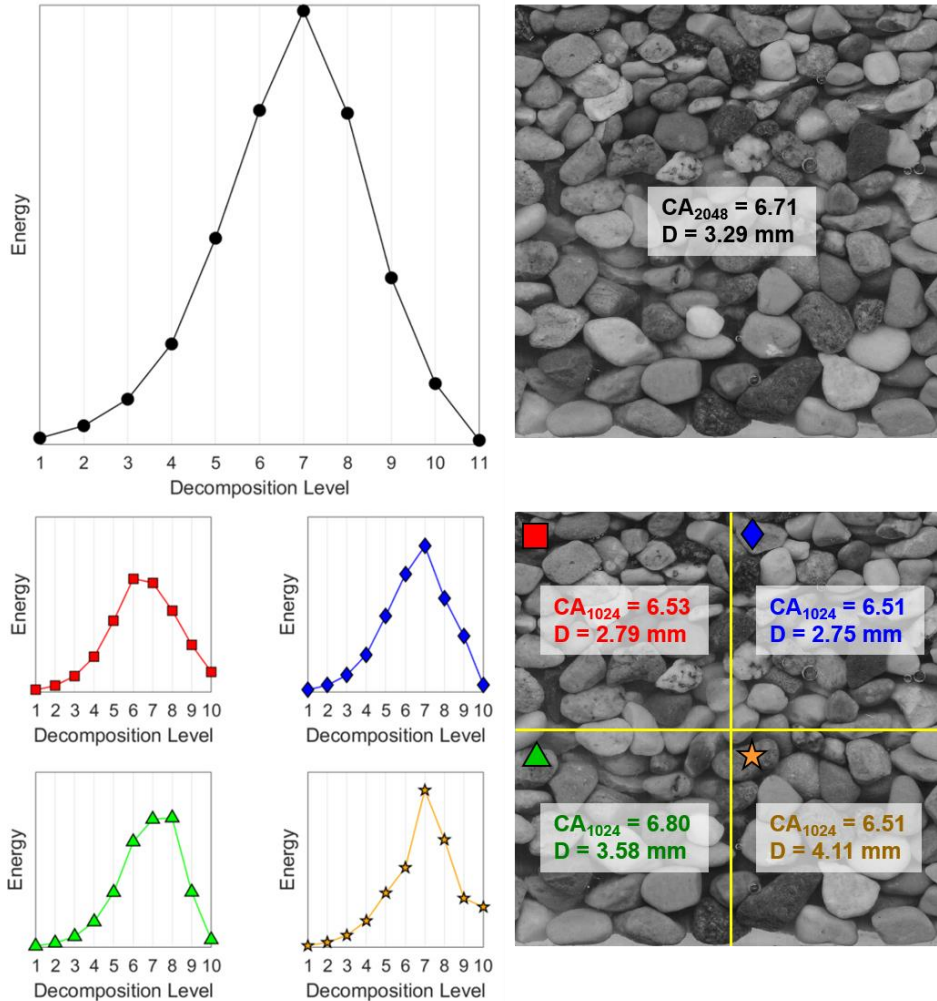 Energy
1 2 3 4 5 6 7 8 9 10 11
Decomposition Level
CA2048 = 6.71
D = 3.29 mm
Energy
1 2 3 4 5 6 7 8 9 10
Decomposition Level
Energy
1 2 3 4 5 6 7 8 9 10
Decomposition Level
CA1024 = 6.53
D = 2.79 mm
CA1024 = 6.51
D = 2.75 mm
Energy
1 2 3 4 5 6 7 8 9 10
Decomposition Level
Energy
1 2 3 4 5 6 7 8 9 10
Decomposition Level
CA1024 = 6.80
D = 3.58 mm
CA1024 = 6.51
D = 4.11 mm